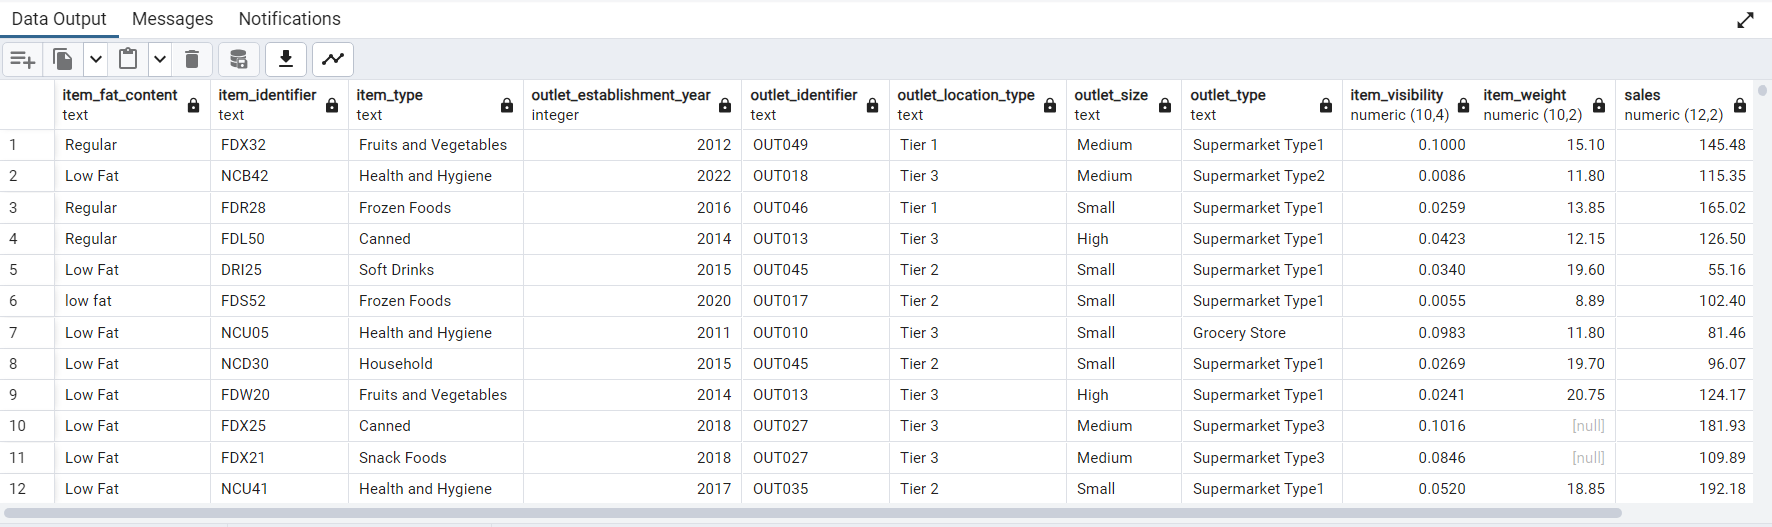 Data Output Messages Notifications
item_fat_content item_identifier item_type outlet_establishment_year outlet_identifier outlet_location_type outlet_size outlet_type item_visibility item_weight sales
text text text integer text text text text numeric (10,4) numeric (10,2) numeric (12,2)
1 Regular FDX32 Fruits and Vegetables 2012 OUT049 Tier 1 Medium Supermarket Type1 0.1000 15.10 145.48
2 Low Fat NCB42 Health and Hygiene 2022 OUT018 Tier 3 Medium Supermarket Type2 0.0086 11.80 115.35
3 Regular FDR28 Frozen Foods 2016 OUT046 Tier 1 Small Supermarket Type1 0.0259 13.85 165.02
4 Regular FDL50 Canned 2014 OUT013 Tier 3 High Supermarket Type1 0.0423 12.15 126.50
5 Low Fat DRI25 Soft Drinks 2015 OUT045 Tier 2 Small Supermarket Type1 0.0340 19.60 55.16
6 low fat FDS52 Frozen Foods 2020 OUT017 Tier 2 Small Supermarket Type1 0.0055 8.89 102.40
7 Low Fat NCU05 Health and Hygiene 2011 OUT010 Tier 3 Small Grocery Store 0.0983 11.80 81.46
8 Low Fat NCD30 Household 2015 OUT045 Tier 2 Small Supermarket Type1 0.0269 19.70 96.07
9 Low Fat FDW20 Fruits and Vegetables 2014 OUT013 Tier 3 High Supermarket Type1 0.0241 20.75 124.17
10 Low Fat FDX25 Canned 2018 OUT027 Tier 3 Medium Supermarket Type3 0.1016 [null] 181.93
11 Low Fat FDX21 Snack Foods 2018 OUT027 Tier 3 Medium Supermarket Type3 0.0846 [null] 109.89
12 Low Fat NCU41 Health and Hygiene 2017 OUT035 Tier 2 Small Supermarket Type1 0.0520 18.85 192.18